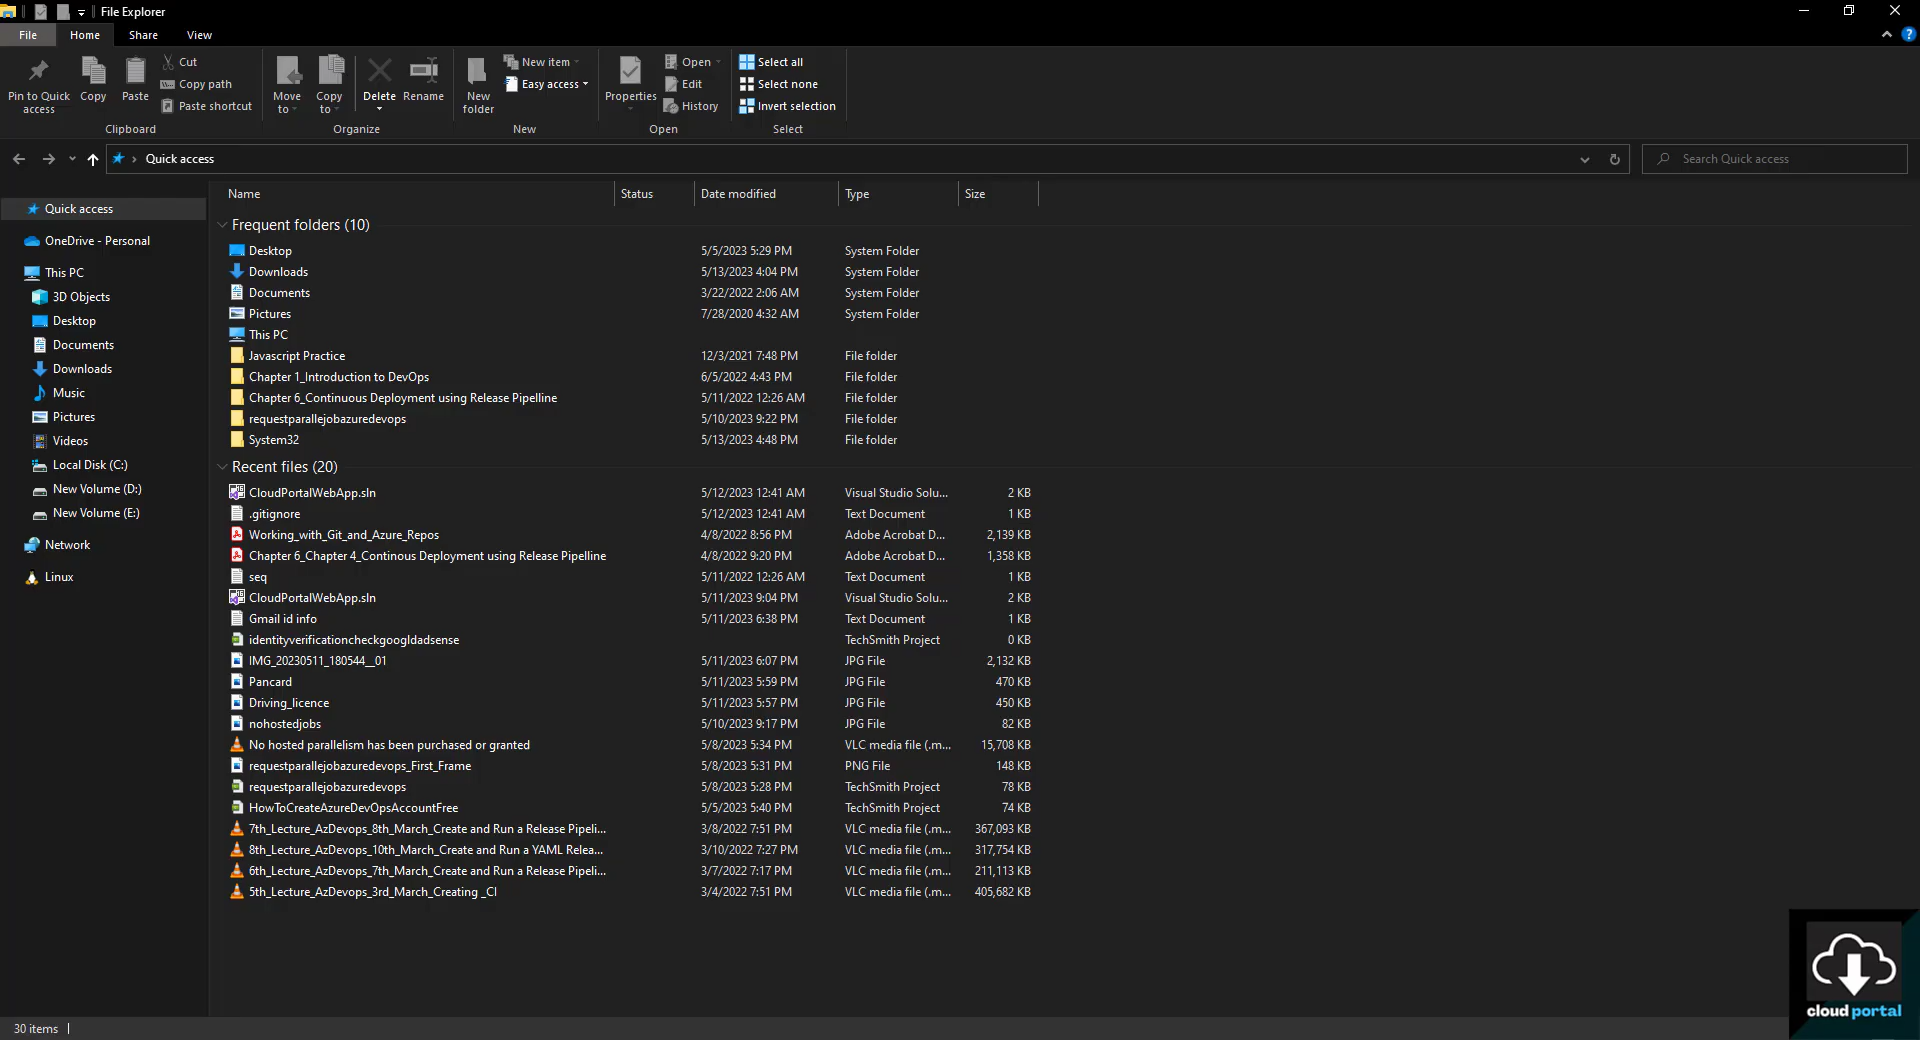 File Explorer
File Home Share View
Pin to Quick access
Copy
Paste
Cut
Copy path
Paste shortcut
Clipboard
Move to
Copy to
Delete
Rename
Organize
New folder
New item
Easy access
New
Properties
Open
Edit
History
Open
Select all
Select none
Invert selection
Select
Quick access
Search Quick access
Quick access
OneDrive - Personal
This PC
3D Objects
Desktop
Documents
Downloads
Music
Pictures
Videos
Local Disk (C:)
New Volume (D:)
New Volume (E:)
Network
Linux
Name Status Date modified Type Size
Frequent folders (10)
Desktop 5/5/2023 5:29 PM System Folder
Downloads 5/13/2023 4:04 PM System Folder
Documents 3/22/2022 2:06 AM System Folder
Pictures 7/28/2020 4:32 AM System Folder
This PC
Javascript Practice 12/3/2021 7:48 PM File folder
Chapter 1_Introduction to DevOps 6/5/2022 4:43 PM File folder
Chapter 6_Continuous Deployment using Release Pipelline 5/11/2022 12:26 AM File folder
requestparallejobazuredevops 5/10/2023 9:22 PM File folder
System32 5/13/2023 4:48 PM File folder
Recent files (20)
CloudPortalWebApp.sln 5/12/2023 12:41 AM Visual Studio Solu... 2 KB
.gitignore 5/12/2023 12:41 AM Text Document 1 KB
Working_with_Git_and_Azure_Repos 4/8/2022 8:56 PM Adobe Acrobat D... 2,139 KB
Chapter 6_Chapter 4_Continous Deployment using Release Pipelline 4/8/2022 9:20 PM Adobe Acrobat D... 1,358 KB
seq 5/11/2022 12:26 AM Text Document 1 KB
CloudPortalWebApp.sln 5/11/2023 9:04 PM Visual Studio Solu... 2 KB
Gmail id info 5/11/2023 6:38 PM Text Document 1 KB
identityverificationcheckgoogldadsense TechSmith Project 0 KB
IMG_20230511_180544__01 5/11/2023 6:07 PM JPG File 2,132 KB
Pancard 5/11/2023 5:59 PM JPG File 470 KB
Driving_licence 5/11/2023 5:57 PM JPG File 450 KB
nohostedjobs 5/10/2023 9:17 PM JPG File 82 KB
No hosted parallelism has been purchased or granted 5/8/2023 5:34 PM VLC media file (.m... 15,708 KB
requestparallejobazuredevops_First_Frame 5/8/2023 5:31 PM PNG File 148 KB
requestparallejobazuredevops 5/8/2023 5:28 PM TechSmith Project 78 KB
HowToCreateAzureDevOpsAccountFree 5/5/2023 5:40 PM TechSmith Project 74 KB
7th_Lecture_AzDevops_8th_March_Create and Run a Release Pipeli... 3/8/2022 7:51 PM VLC media file (.m... 367,093 KB
8th_Lecture_AzDevops_10th_March_Create and Run a YAML Relea... 3/10/2022 7:27 PM VLC media file (.m... 317,754 KB
6th_Lecture_AzDevops_7th_March_Create and Run a Release Pipeli... 3/7/2022 7:17 PM VLC media file (.m... 211,113 KB
5th_Lecture_AzDevops_3rd_March_Creating _CI 3/4/2022 7:51 PM VLC media file (.m... 405,682 KB
30 items
cloud portal